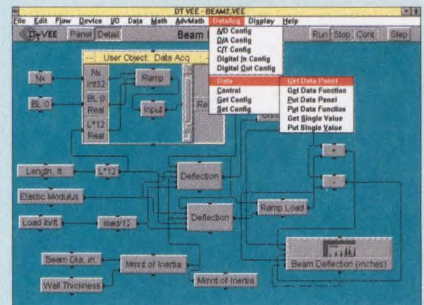 DT VEE - BEAM2.VEE
File Edit Flow Device I/O Data Math AdvMath DataAcq Display Help
DT VEE Panel Detail Beam Run Stop Cont Step
A/D Config
D/A Config
C/T Config
Digital In Config
Digital Out Config
Data
Control
Get Config
Set Config
Get Data Panel
Get Data Function
Put Data Panel
Put Data Function
Get Single Value
Put Single Value
User Object: Data Acq
Nx
BL 0
Nx
Int32
BL 0
Real
L*12
Real
Ramp
Input
Re
Length, ft.
L*12
Deflection
Elastic Modulus
Deflection
Ramp Load
Load lb/ft
load/12
Beam Dia, in.
Mmnt of Inertia
Wall Thickness
Mmnt of Inertia
Beam Deflection (inches)